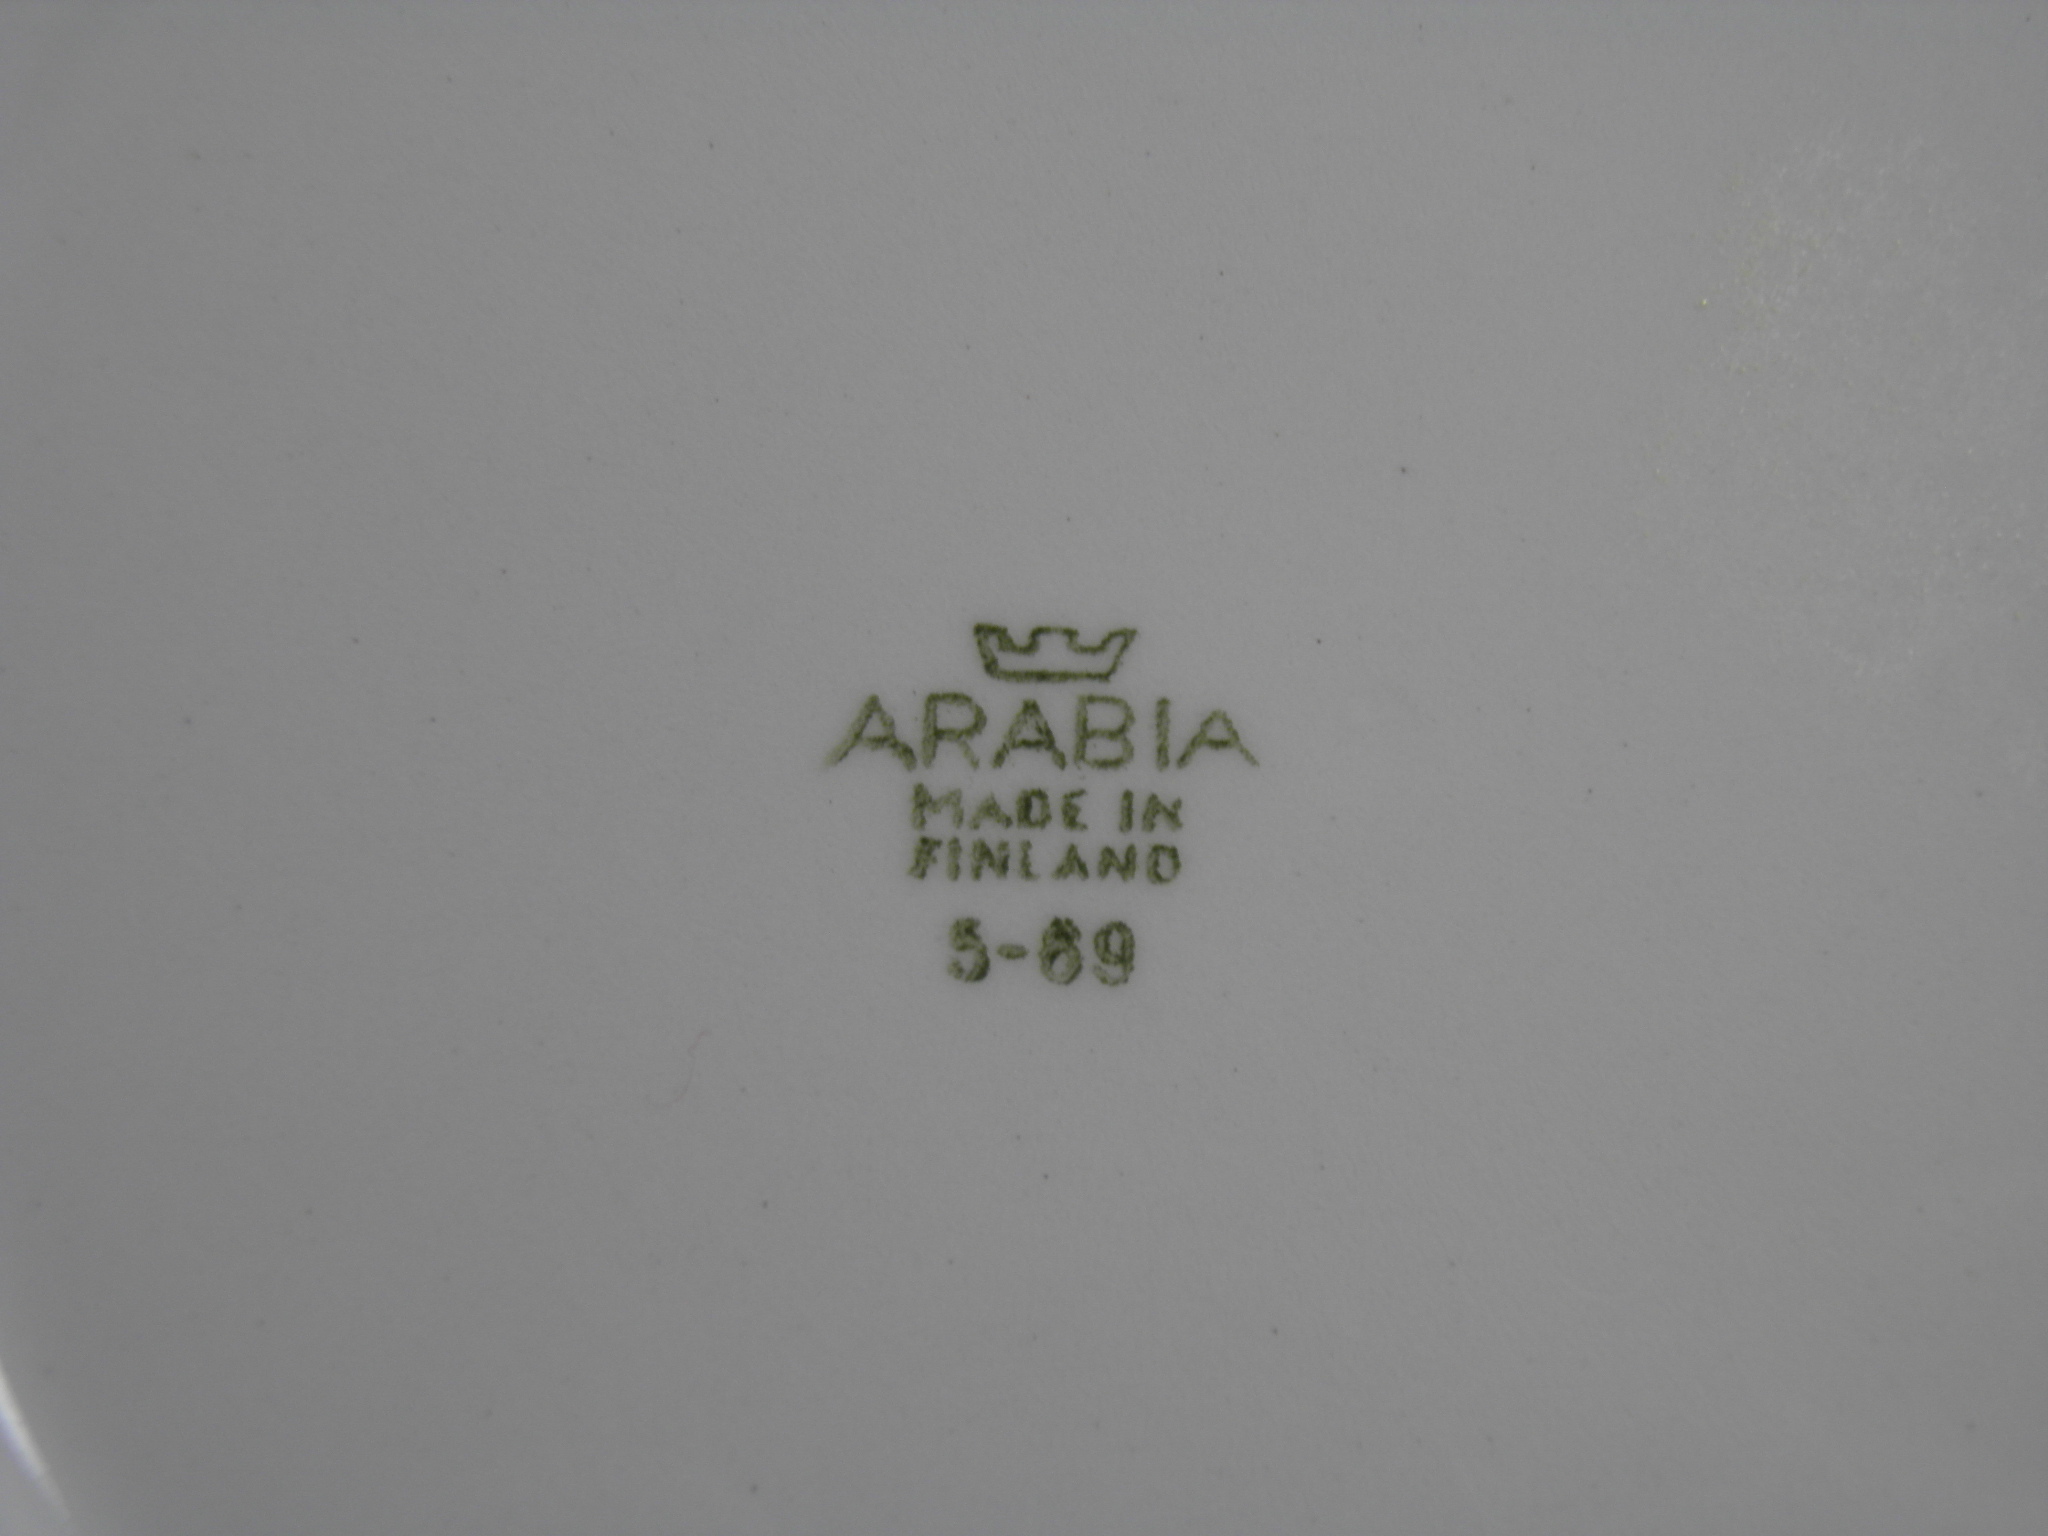 ARABIA
MADE IN
FINLAND
5-69